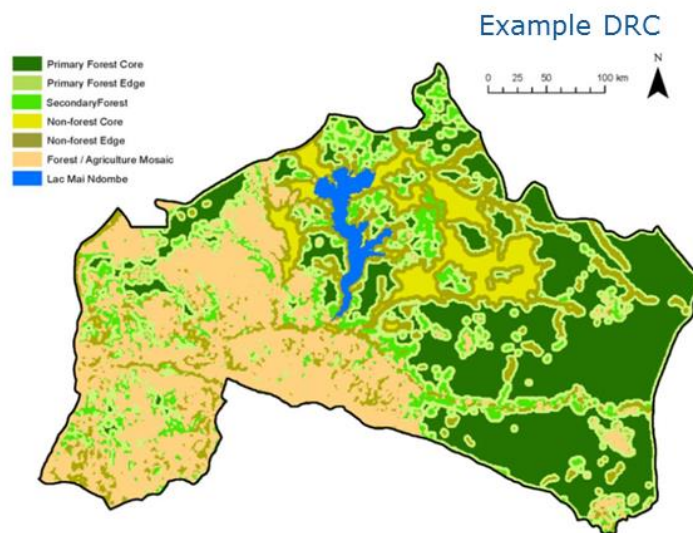 Example DRC
N
0 25 50 100 km
Primary Forest Core
Primary Forest Edge
SecondaryForest
Non-forest Core
Non-forest Edge
Forest / Agriculture Mosaic
Lac Mai Ndombe